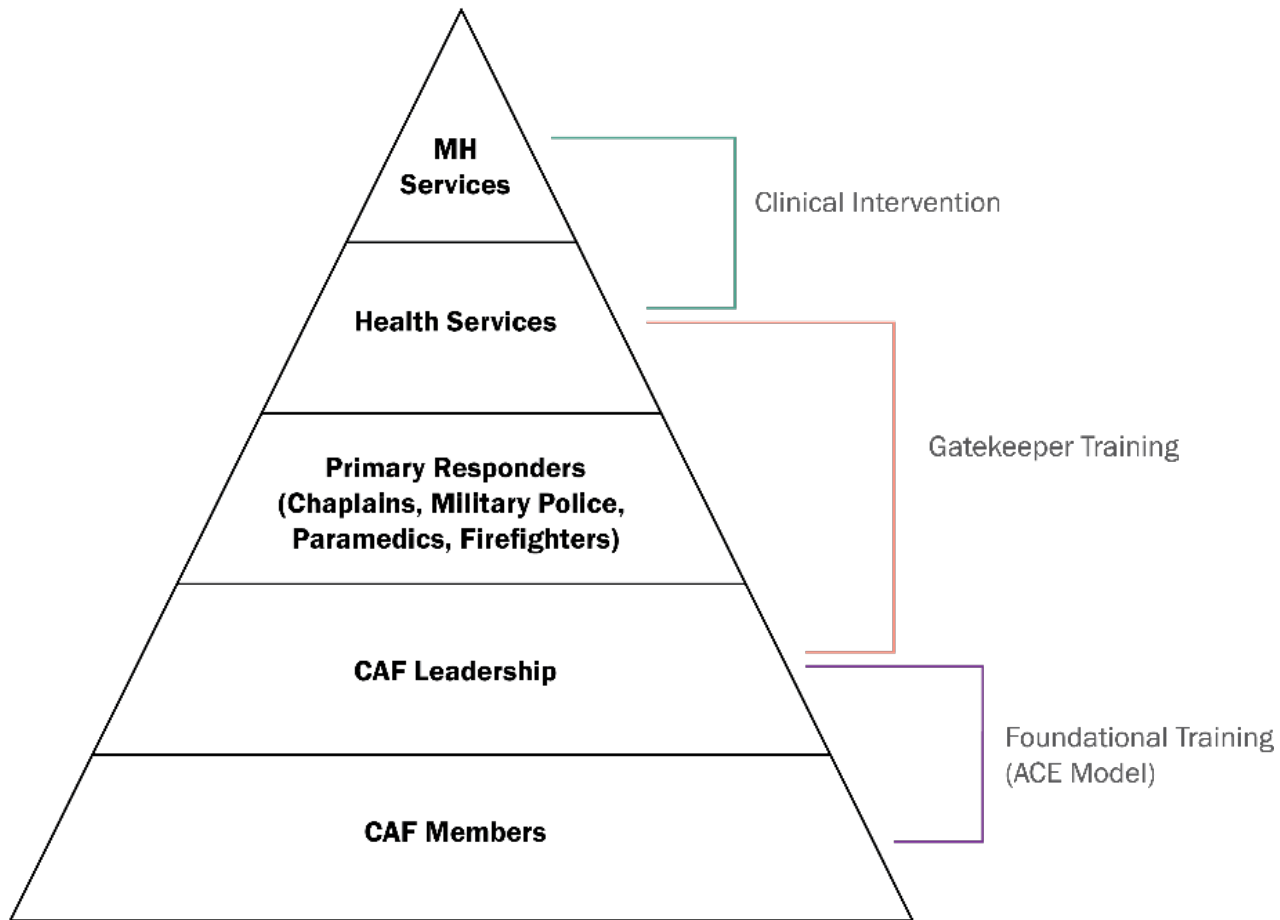 MH
Services
Clinical Intervention
Health Services
Gatekeeper Training
Primary Responders
(Chaplains, Military Police,
Paramedics, Firefighters)
CAF Leadership
Foundational Training
(ACE Model)
CAF Members